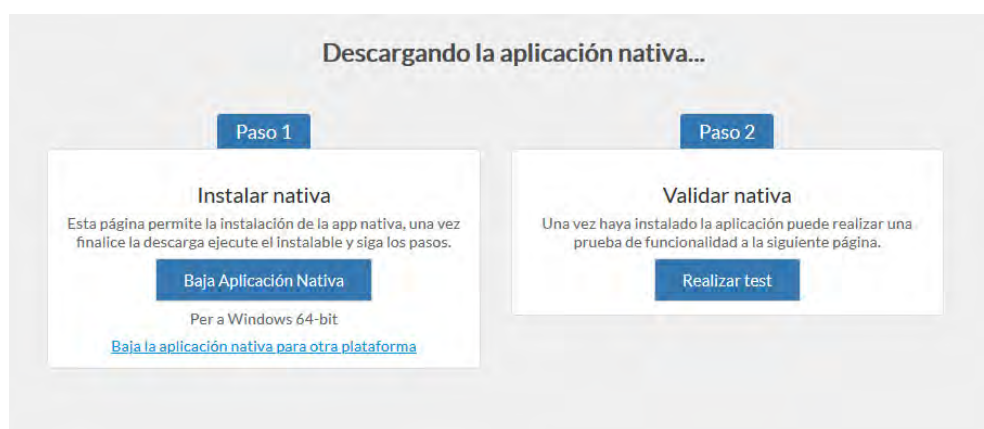 Descargando la aplicación nativa...
Paso 1
Instalar nativa
Esta página permite la instalación de la app nativa, una vez
finalice la descarga ejecute el instalable y siga los pasos.
Baja Aplicación Nativa
Per a Windows 64-bit
Baja la aplicación nativa para otra plataforma
Paso 2
Validar nativa
Una vez haya instalado la aplicación puede realizar una
prueba de funcionalidad a la siguiente página.
Realizar test